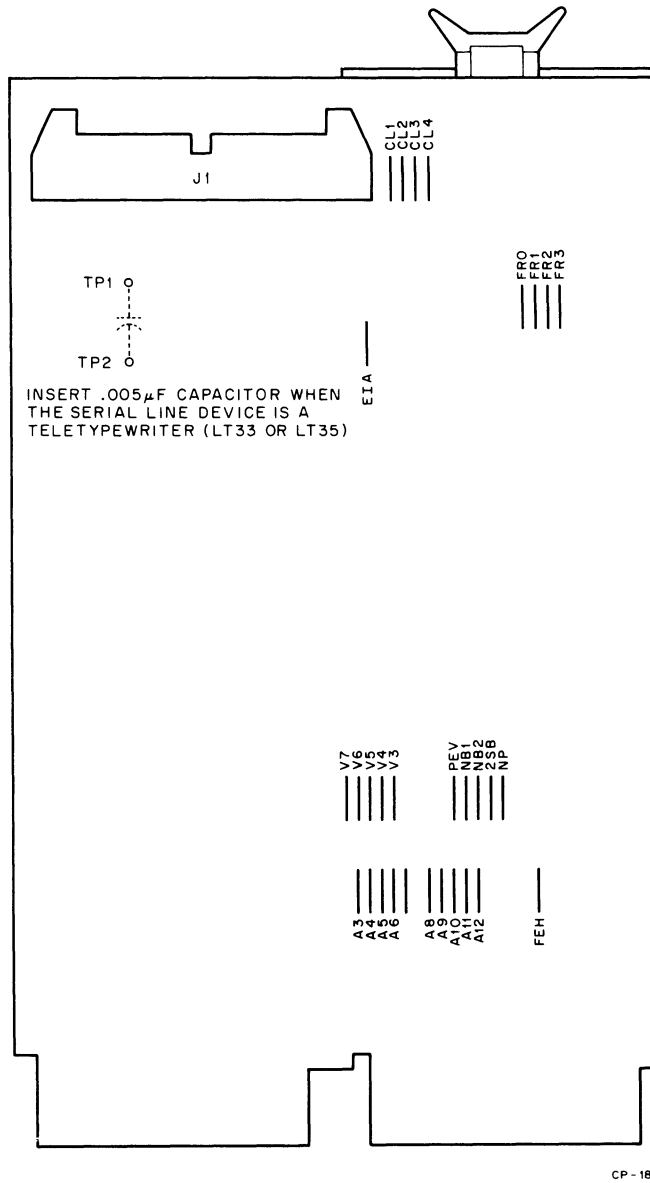 J1
CL1
CL2
CL3
CL4
FR0
FR1
FR2
FR3
TP1
TP2
EIA
INSERT .005µF CAPACITOR WHEN
THE SERIAL LINE DEVICE IS A
TELETYPEWRITER (LT33 OR LT35)
V7
V6
V5
V4
V3
PEV
NB1
NB2
2SB
NP
A3
A4
A5
A6
A8
A9
A10
A11
A12
FEH
CP-18